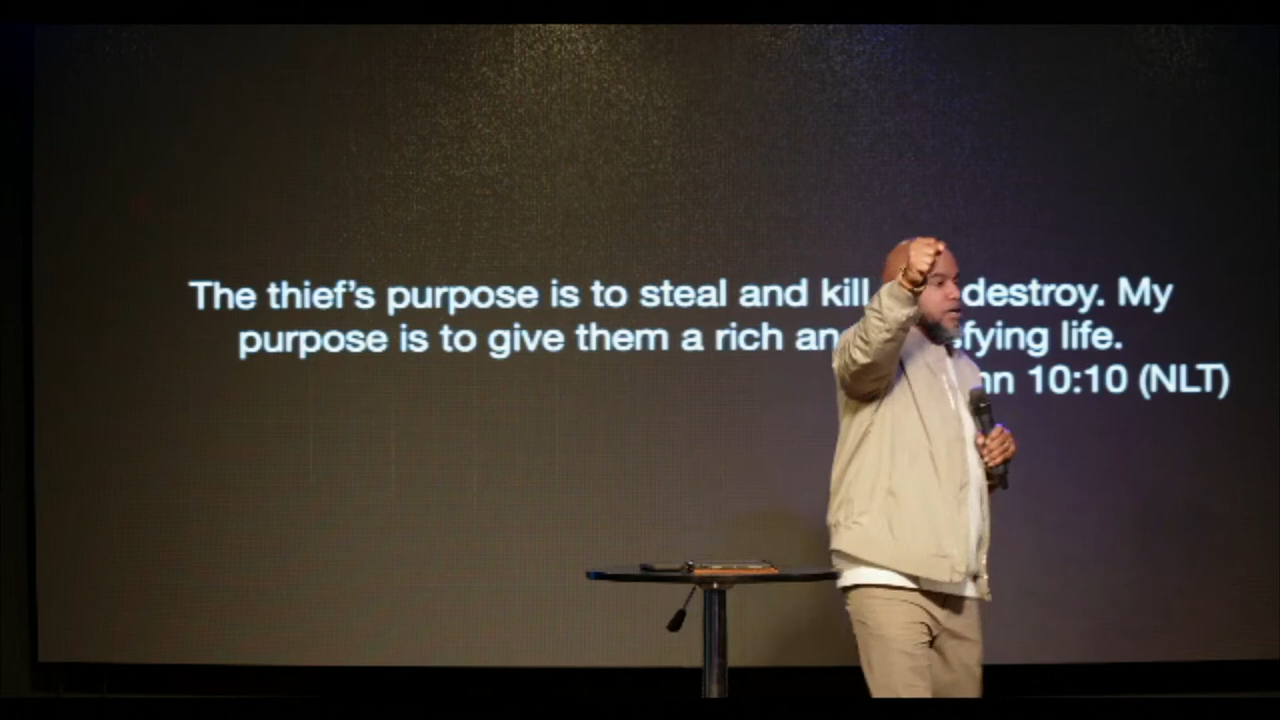 The thief’s purpose is to steal and kill destroy. My
purpose is to give them a rich life.
10:10 (NLT)